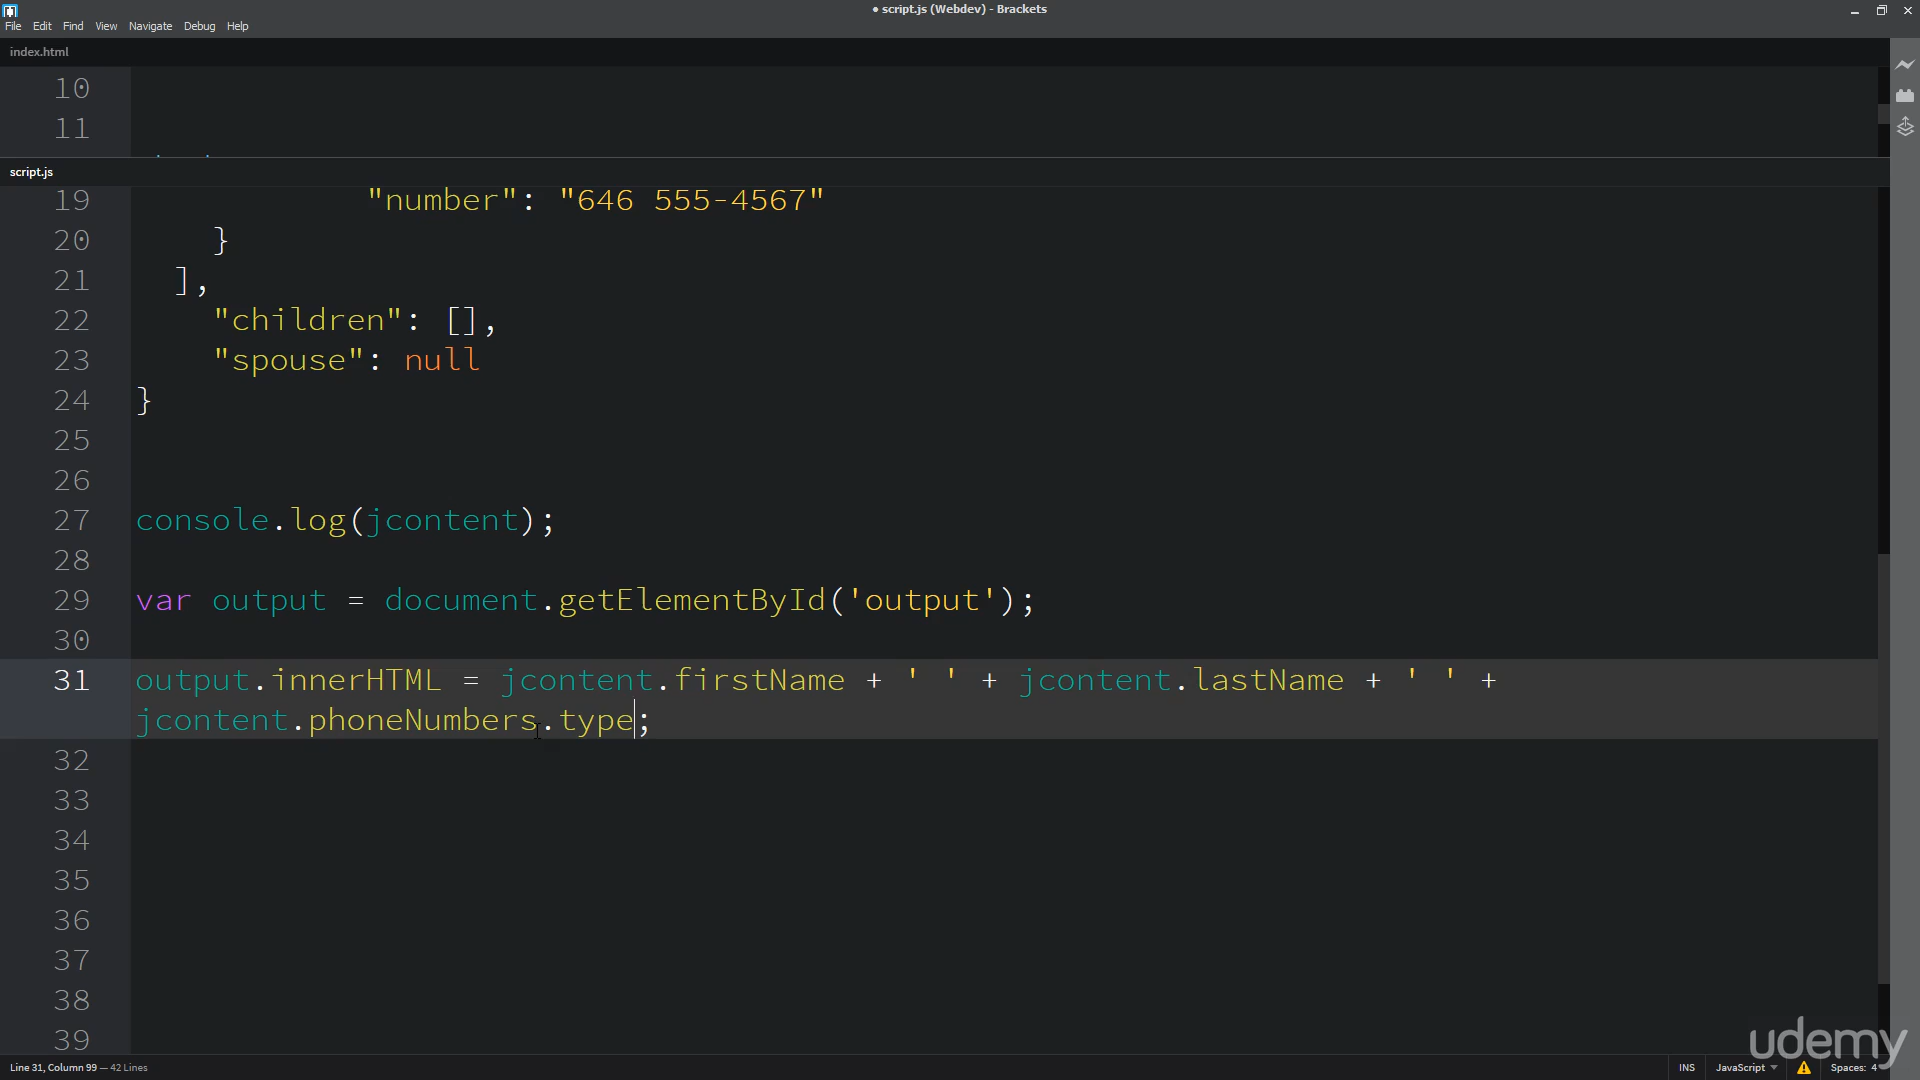 • script.js (Webdev) - Brackets
File Edit Find View Navigate Debug Help
index.html
10
11
script.js
19 "number": "646 555-4567"
20 }
21 ],
22 "children": [],
23 "spouse": null
24 }
25
26
27 console.log(jcontent);
28
29 var output = document.getElementById('output');
30
31 output.innerHTML = jcontent.firstName + ' ' + jcontent.lastName + ' ' +
jcontent.phoneNumbers.type;
32
33
34
35
36
37
38
39
udemy
Line 31, Column 99 — 42 Lines INS JavaScript Spaces: 4